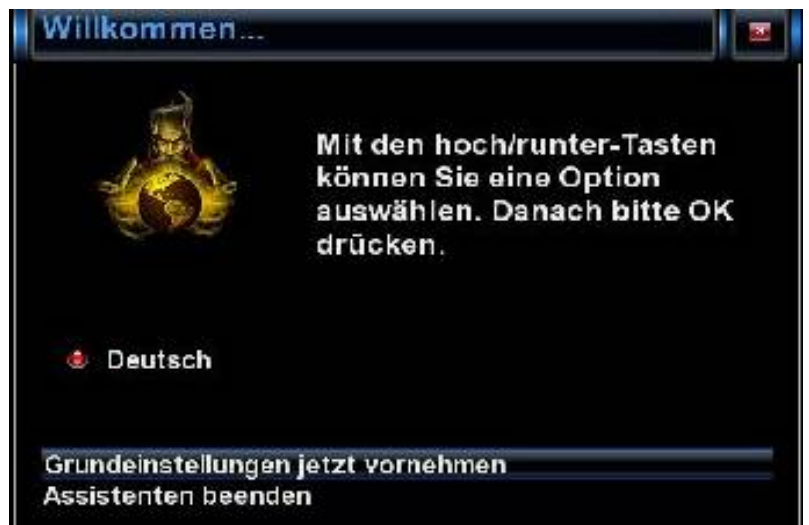 Willkommen...
Mit den hoch/runter-Tasten
können Sie eine Option
auswählen. Danach bitte OK
drücken.
Deutsch
Grundeinstellungen jetzt vornehmen
Assistenten beenden